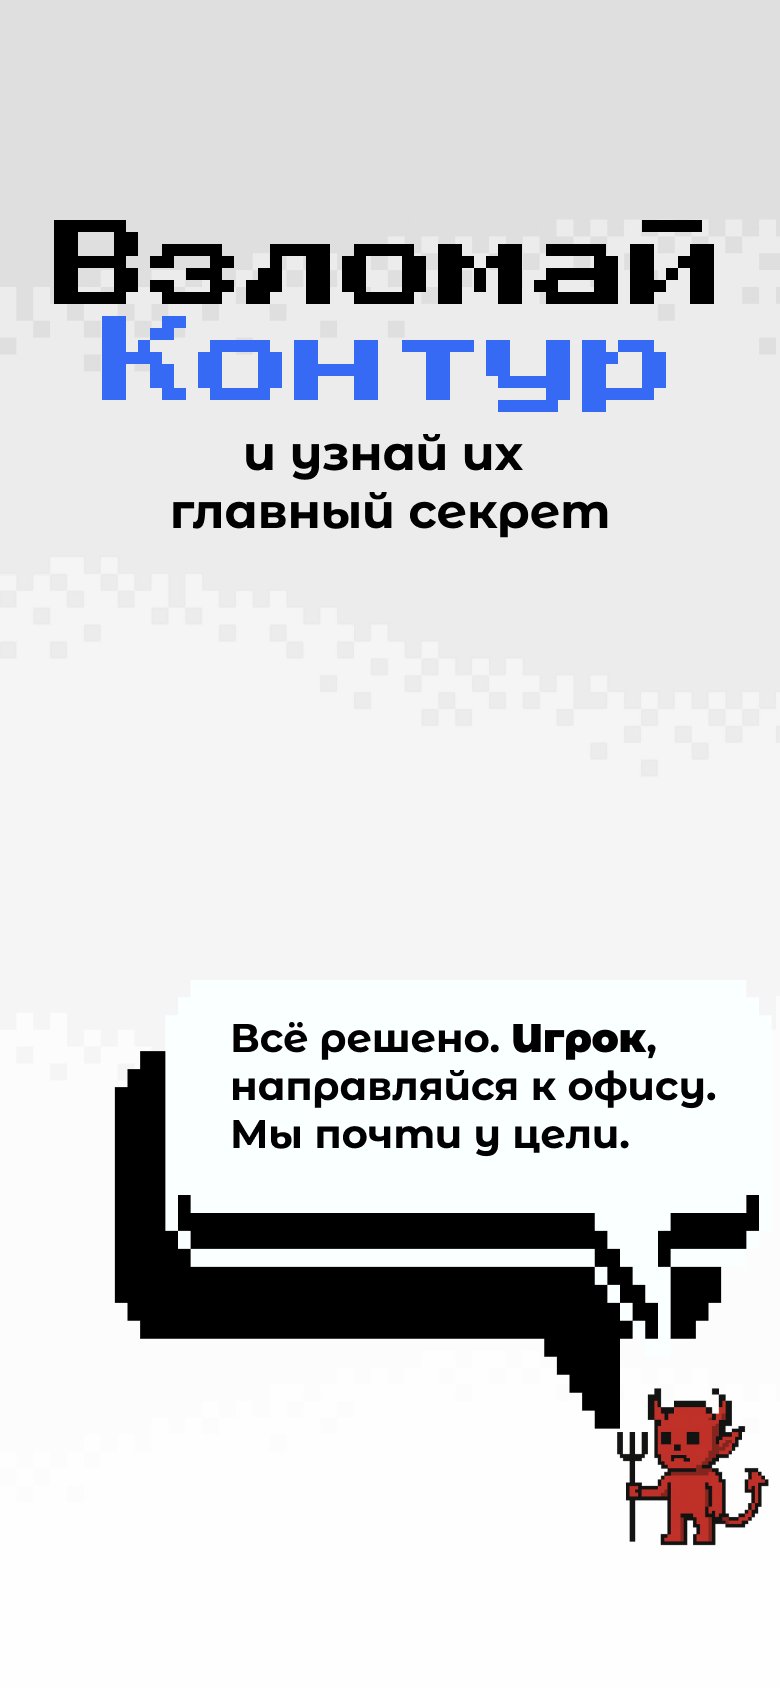 Взломай
Контур
и узнай их
главный секрет
Всё решено. Игрок,
направляйся к офису.
Мы почти у цели.